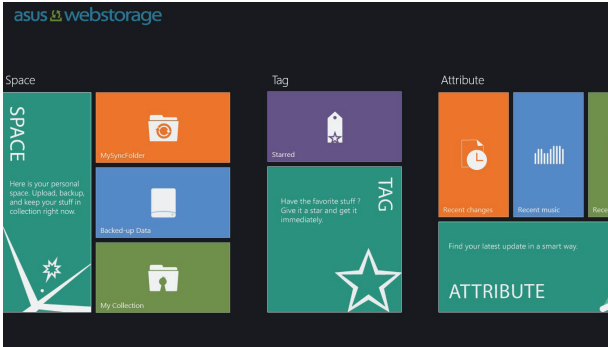 asus webstorage
Space
SPACE
Here is your personal
space. Upload, backup,
and keep your stuff in
collection right now.
MySyncFolder
Backed-up Data
My Collection
Tag
Starred
TAG
Have the favorite stuff ?
Give it a star and get it
immediately.
Attribute
Recent changes
Recent music
Rece
Find your latest update in a smart way.
ATTRIBUTE